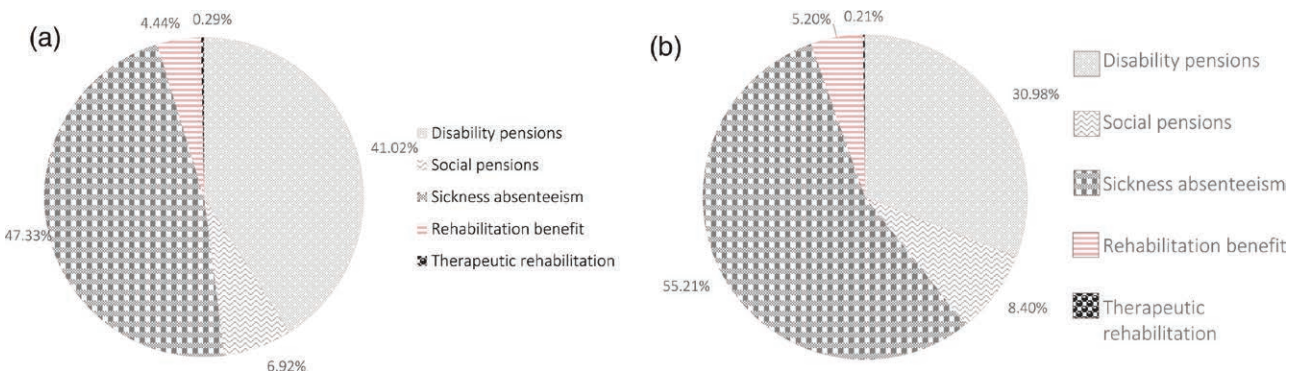 (a)
4.44%
0.29%
41.02%
6.92%
47.33%
Disability pensions
Social pensions
Sickness absenteeism
Rehabilitation benefit
Therapeutic rehabilitation
(b)
5.20%
0.21%
30.98%
8.40%
55.21%
Disability pensions
Social pensions
Sickness absenteeism
Rehabilitation benefit
Therapeutic
rehabilitation